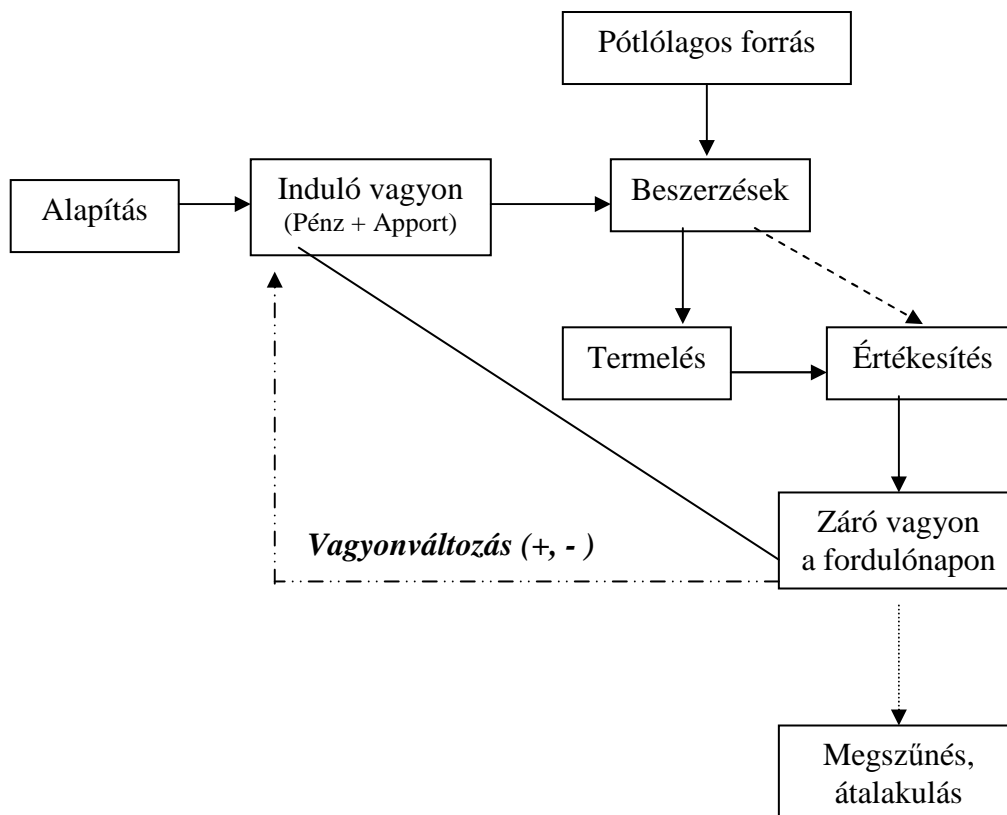 Pótlólagos forrás
Alapítás
Induló vagyon
(Pénz + Apport)
Beszerzések
Termelés
Értékesítés
Vagyonváltozás (+, - )
Záró vagyon
a fordulónapon
Megszűnés,
átalakulás